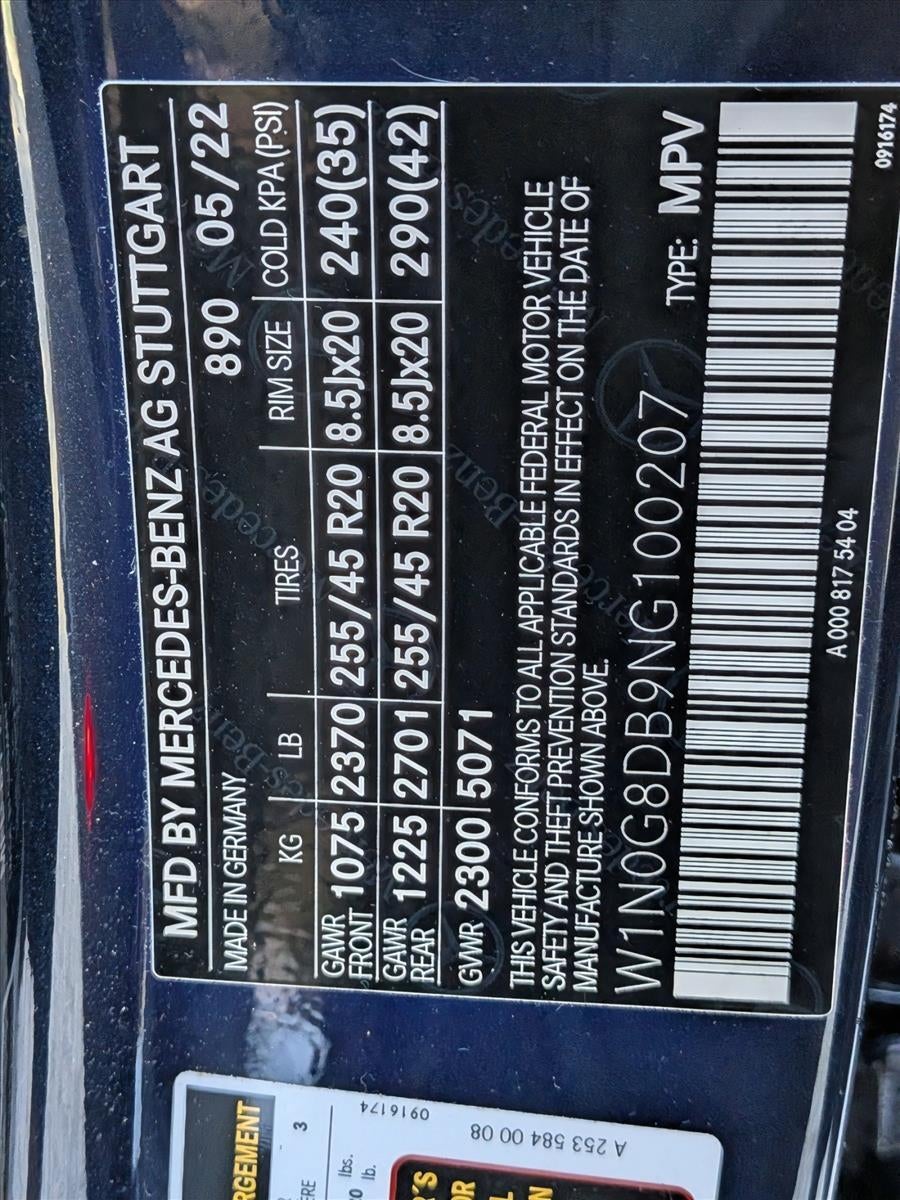 MFD BY MERCEDES-BENZ AG STUTTGART
MADE IN GERMANY 890 05/22
KG LB TIRES RIM SIZE COLD KPA(PSI)
GAWR FRONT 1075 2370 255/45 R20 8.5Jx20 240(35)
GAWR REAR 1225 2701 255/45 R20 8.5Jx20 290(42)
GVWR 2300 5071
THIS VEHICLE CONFORMS TO ALL APPLICABLE FEDERAL MOTOR VEHICLE
SAFETY AND THEFT PREVENTION STANDARDS IN EFFECT ON THE DATE OF
MANUFACTURE SHOWN ABOVE.
W1N0G8DB9NG100207 TYPE: MPV
A 000 817 54 04 0916174
RGEMENT
3
lbs.
lb.
0916174
A 253 584 00 08